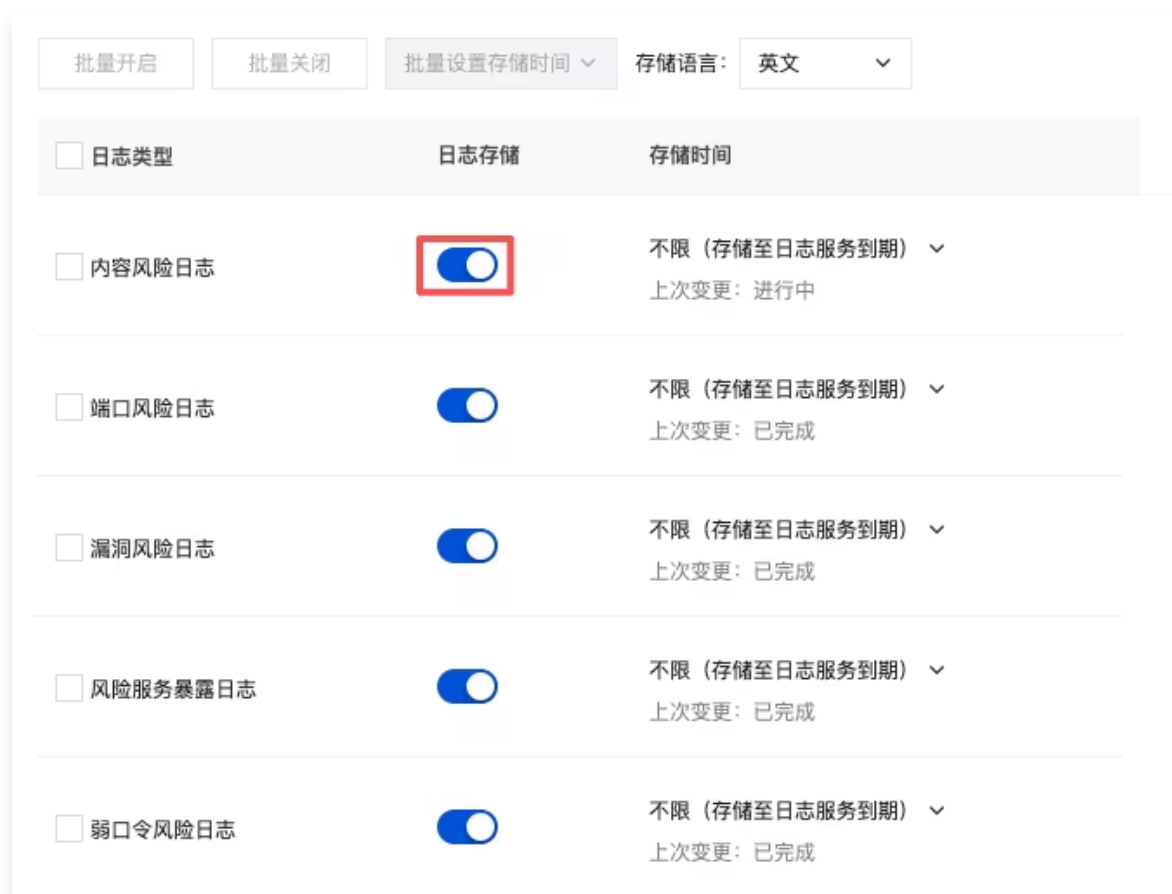 批量开启 批量关闭 批量设置存储时间 存储语言： 英文
日志类型 日志存储 存储时间
内容风险日志
不限（存储至日志服务到期）
上次变更：进行中
端口风险日志
不限（存储至日志服务到期）
上次变更：已完成
漏洞风险日志
不限（存储至日志服务到期）
上次变更：已完成
风险服务暴露日志
不限（存储至日志服务到期）
上次变更：已完成
弱口令风险日志
不限（存储至日志服务到期）
上次变更：已完成